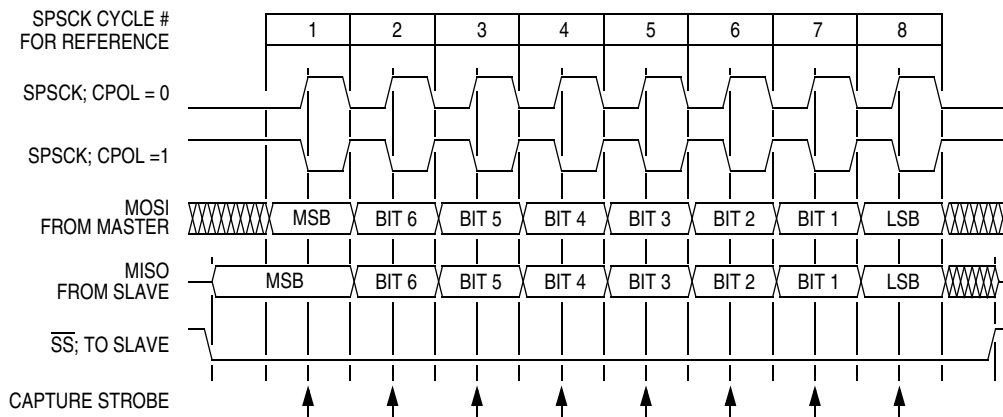 SPSCK CYCLE #
FOR REFERENCE
1 2 3 4 5 6 7 8
SPSCK; CPOL = 0
SPSCK; CPOL =1
MOSI
FROM MASTER
MSB BIT 6 BIT 5 BIT 4 BIT 3 BIT 2 BIT 1 LSB
MISO
FROM SLAVE
MSB BIT 6 BIT 5 BIT 4 BIT 3 BIT 2 BIT 1 LSB
SS; TO SLAVE
CAPTURE STROBE